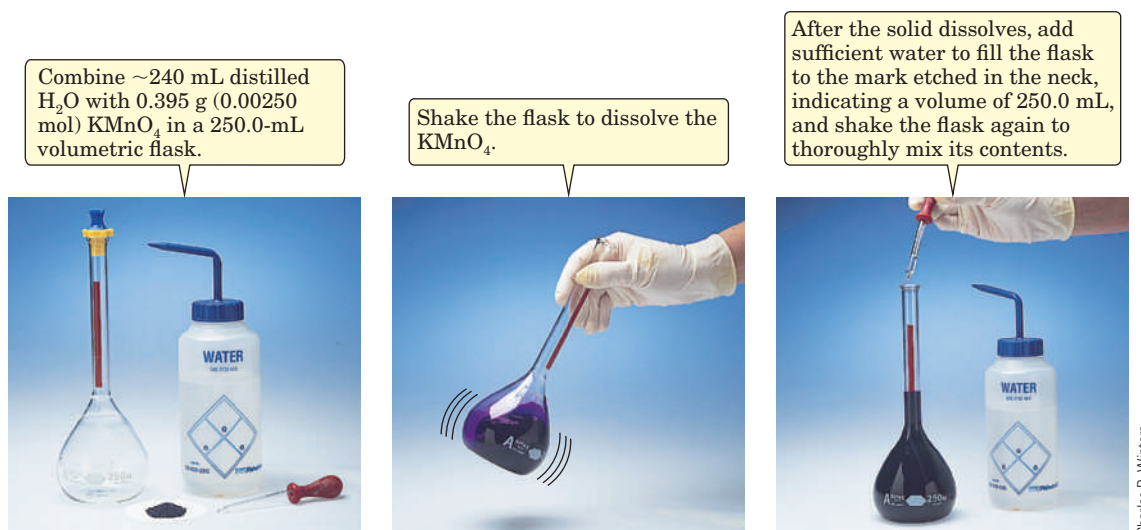 Combine ~240 mL distilled
H₂O with 0.395 g (0.00250
mol) KMnO₄ in a 250.0-mL
volumetric flask.
Shake the flask to dissolve the
KMnO₄.
After the solid dissolves, add
sufficient water to fill the flask
to the mark etched in the neck,
indicating a volume of 250.0 mL,
and shake the flask again to
thoroughly mix its contents.
WATER
WATER